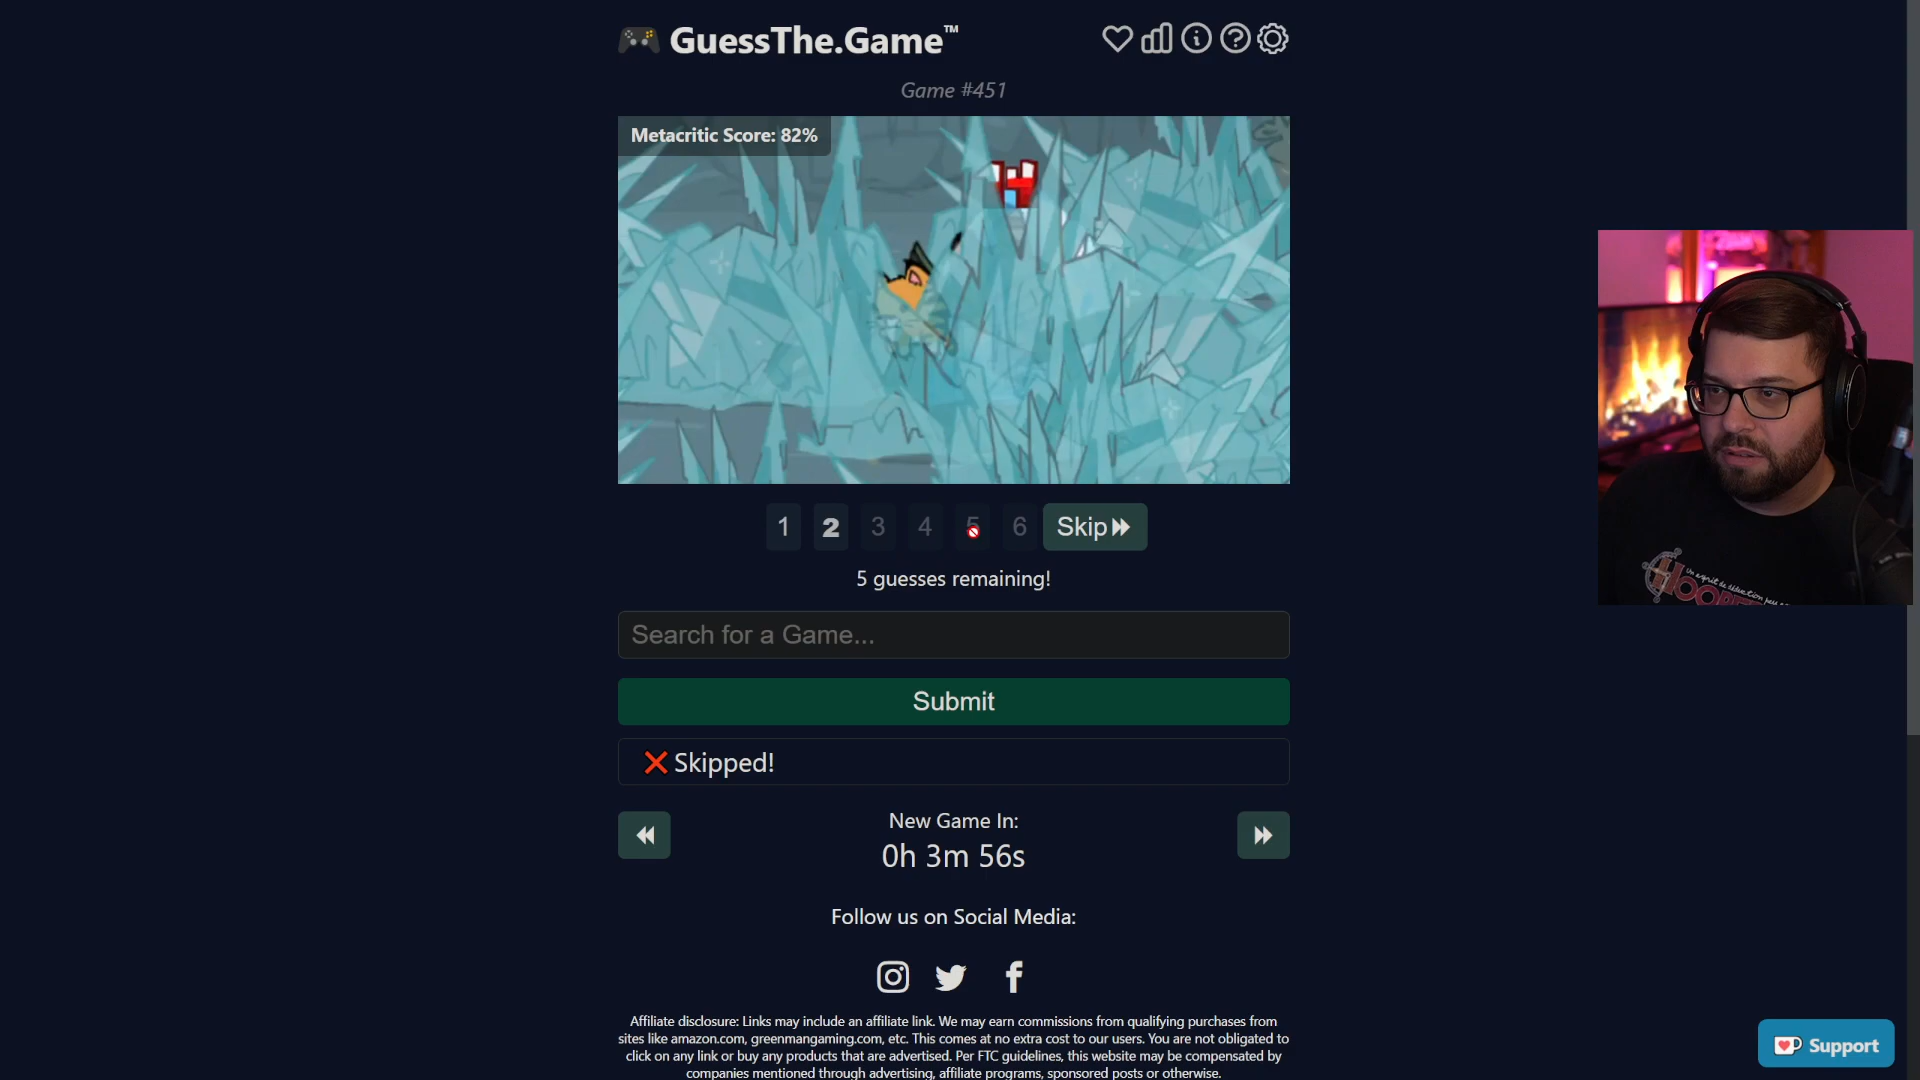 GuessThe.Game™
Game #451
Metacritic Score: 82%
1 2 3 4 5 6 Skip
5 guesses remaining!
Search for a Game...
Submit
Skipped!
New Game In:
0h 3m 56s
Follow us on Social Media:
Affiliate disclosure: Links may include an affiliate link. We may earn commissions from qualifying purchases from
sites like amazon.com, greenmangaming.com, etc. This comes at no extra cost to our users. You are not obligated to
click on any link or buy any products that are advertised. Per FTC guidelines, this website may be compensated by
companies mentioned through advertising, affiliate programs, sponsored posts or otherwise.
Un esprit de déduction peu
Support